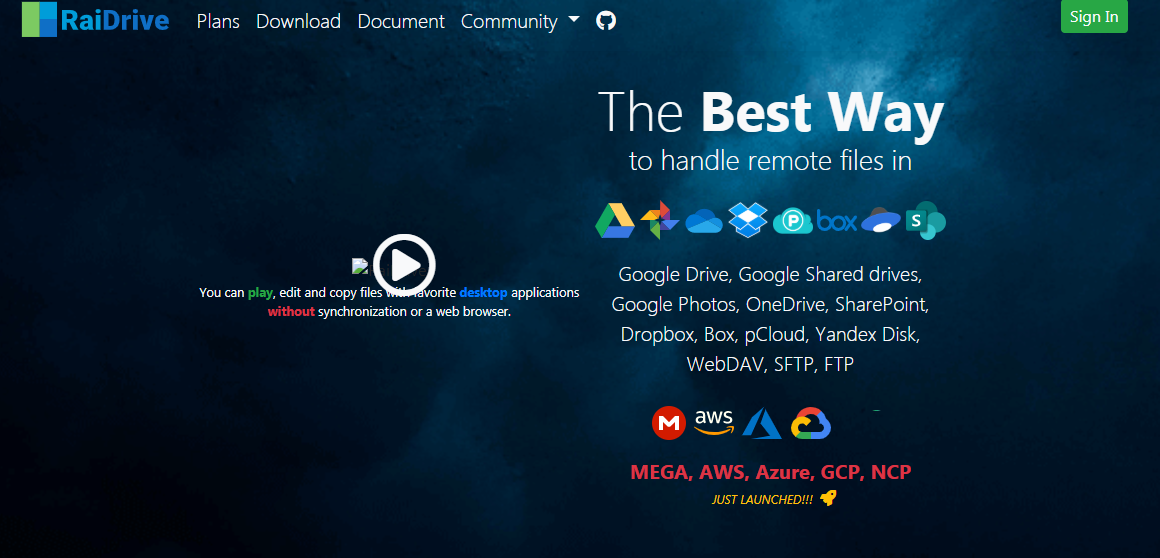 RaiDrive Plans Download Document Community Sign In
The Best Way
to handle remote files in
box S
You can play, edit and copy files with favorite desktop applications
without synchronization or a web browser.
Google Drive, Google Shared drives,
Google Photos, OneDrive, SharePoint,
Dropbox, Box, pCloud, Yandex Disk,
WebDAV, SFTP, FTP
M aws
MEGA, AWS, Azure, GCP, NCP
JUST LAUNCHED!!!